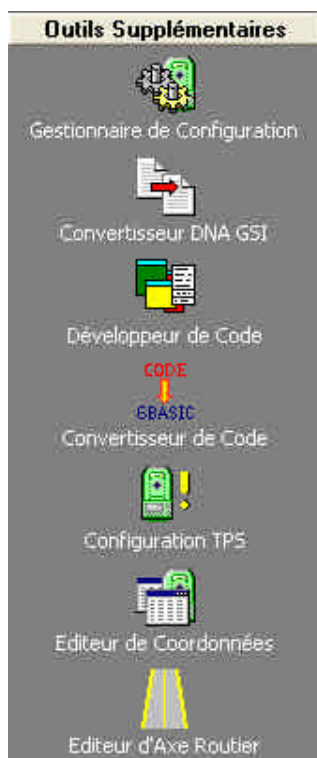 Outils Supplémentaires
Gestionnaire de Configuration
Convertisseur DNA GSI
Développeur de Code
CODE
GBASIC
Convertisseur de Code
Configuration TPS
Editeur de Coordonnées
Editeur d'Axe Routier